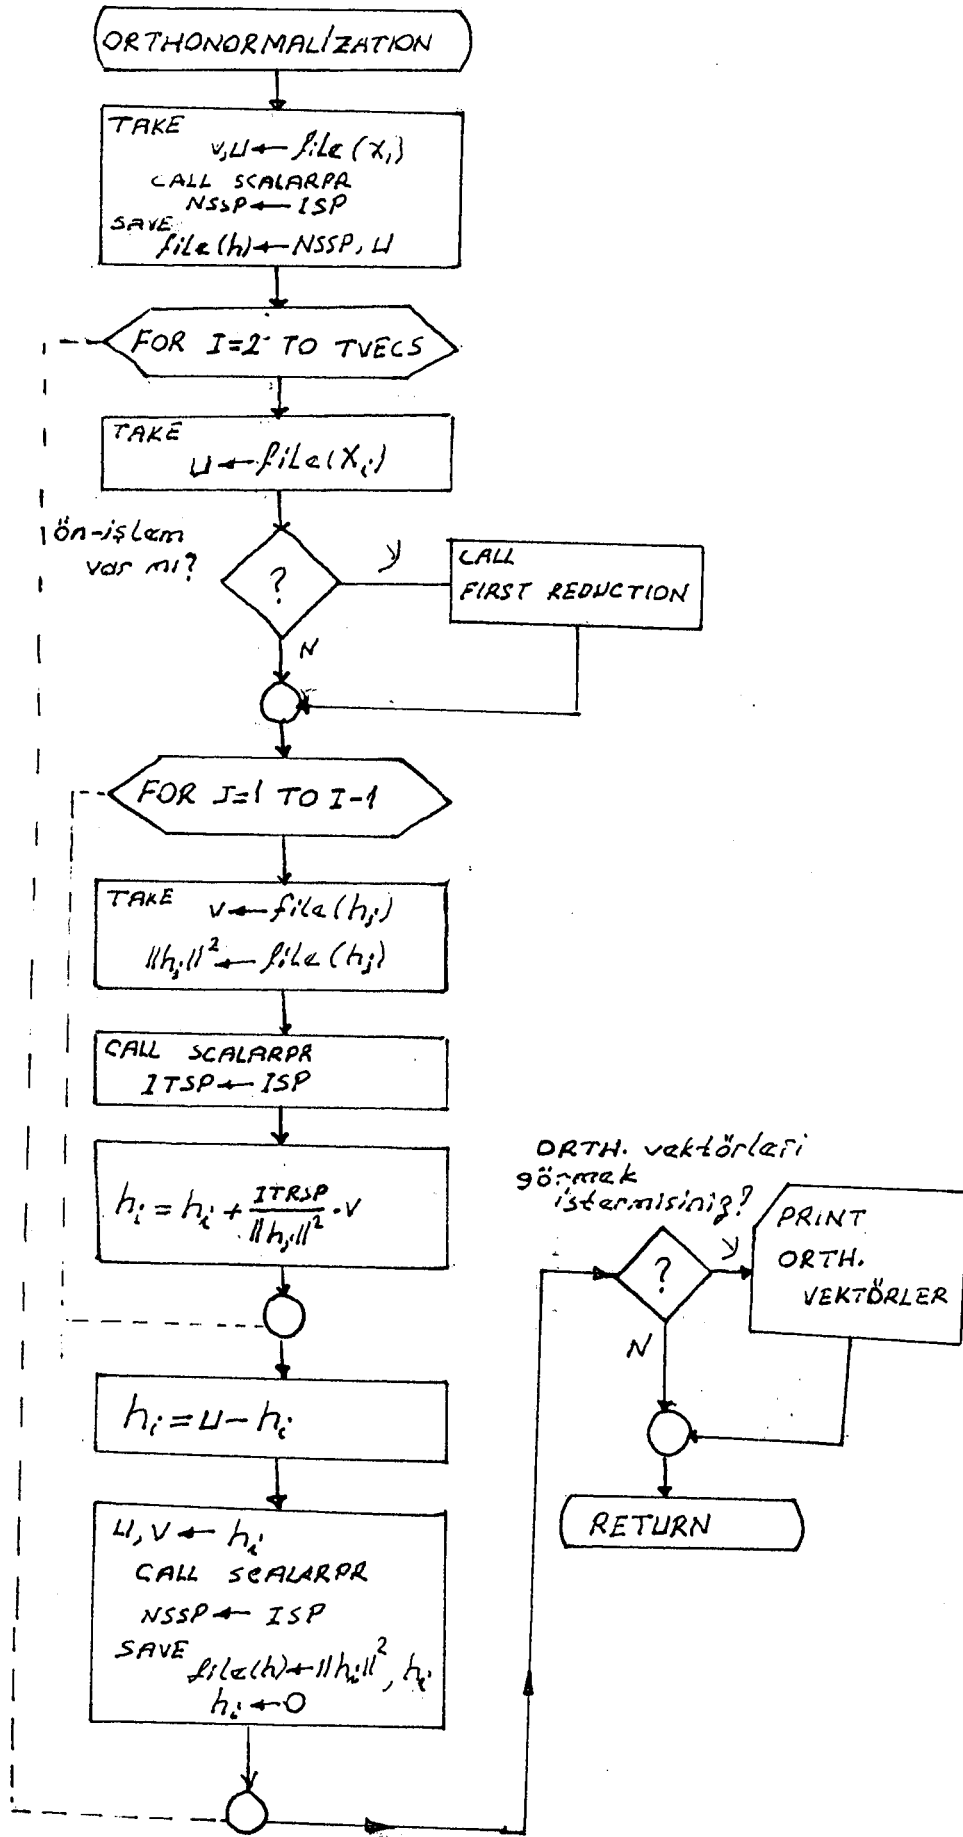 ORTHONORMALIZATION
TAKE
v,u ← file(x₁)
CALL SCALARPR
NSSP ← ISP
SAVE
file(h) ← NSSP, u
FOR I=2 TO TVECS
TAKE
u ← file(xᵢ)
ön-işlem
var mı?
?
y
CALL
FIRST REDUCTION
N
FOR J=1 TO I-1
TAKE v ← file(hⱼ)
||hⱼ||² ← file(hⱼ)
CALL SCALARPR
ITSP ← ISP
hᵢ = hᵢ + ITRSP/||hⱼ||² . v
hᵢ = u - hᵢ
u, v ← hᵢ
CALL SCALARPR
NSSP ← ISP
SAVE file(h) ← ||hᵢ||², hᵢ
hᵢ ← 0
ORTH. vektörleri
görmek
istermisiniz?
?
y
PRINT
ORTH.
VEKTÖRLER
N
RETURN